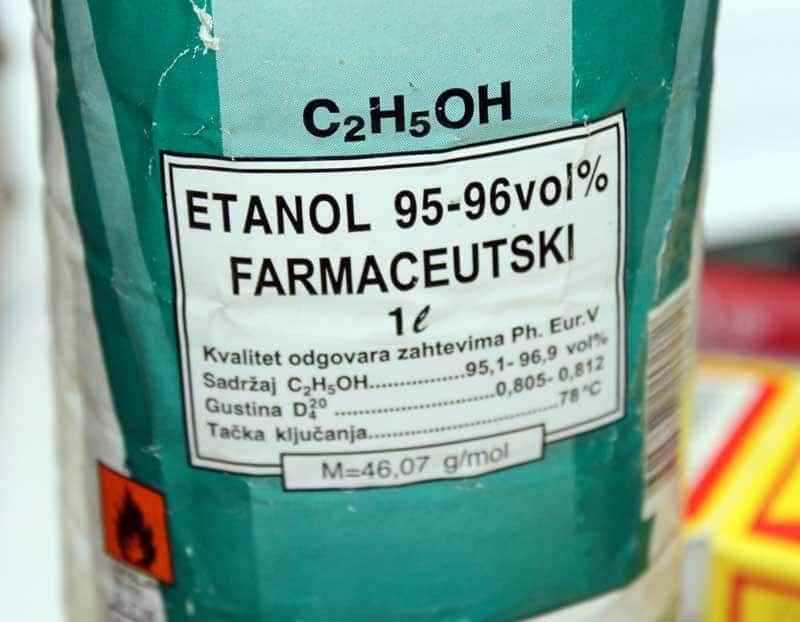 C₂H₅OH
ETANOL 95-96vol%
FARMACEUTSKI
1ℓ
Kvalitet odgovara zahtevima Ph. Eur.V
Sadržaj C₂H₅OH..................95,1- 96,9 vol%
Gustina D₄²⁰ ...........................0,805- 0,812
Tačka ključanja................................78 °C
M=46,07 g/mol